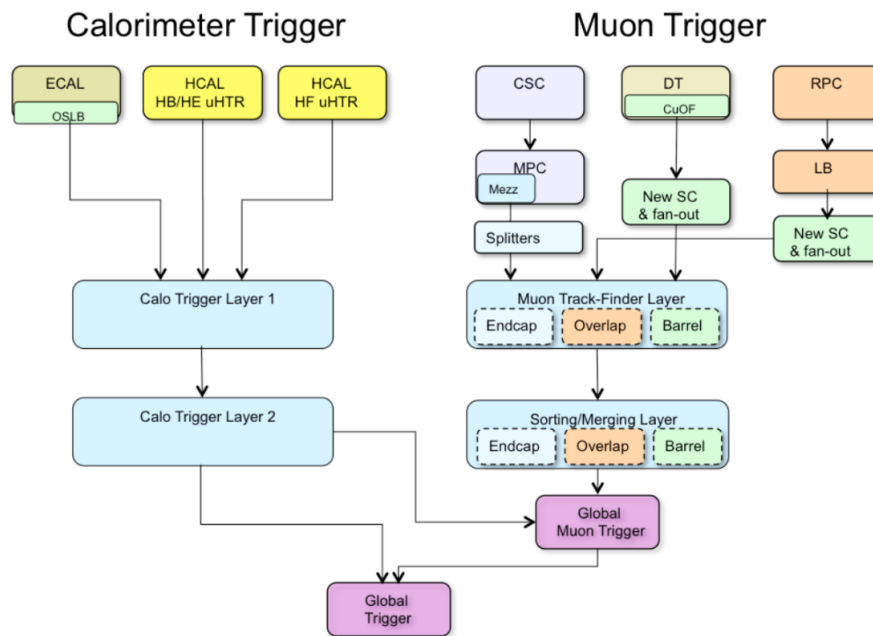 Calorimeter Trigger
Muon Trigger
ECAL
OSLB
HCAL
HB/HE uHTR
HCAL
HF uHTR
CSC
DT
CuOF
RPC
MPC
Mezz
LB
New SC
& fan-out
Splitters
New SC
& fan-out
Calo Trigger Layer 1
Muon Track-Finder Layer
Endcap
Overlap
Barrel
Calo Trigger Layer 2
Sorting/Merging Layer
Endcap
Overlap
Barrel
Global
Muon Trigger
Global
Trigger